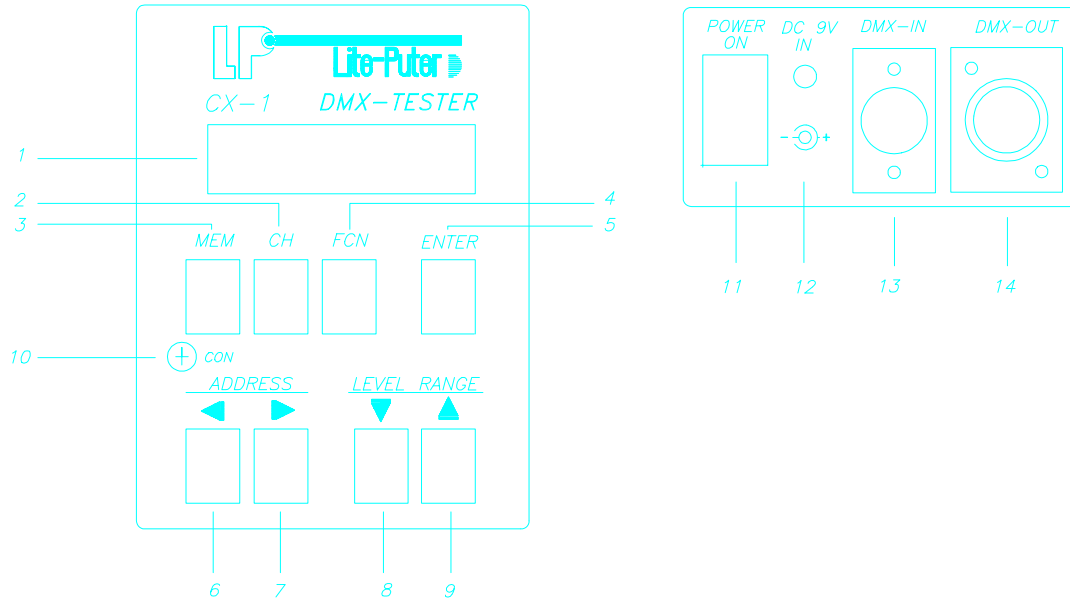 LP
Lite-Puter
CX-1 DMX-TESTER
1
2
3
4
5
MEM CH FCN ENTER
10
CON
ADDRESS LEVEL RANGE
6 7 8 9
POWER ON DC 9V IN DMX-IN DMX-OUT
- +
11 12 13 14